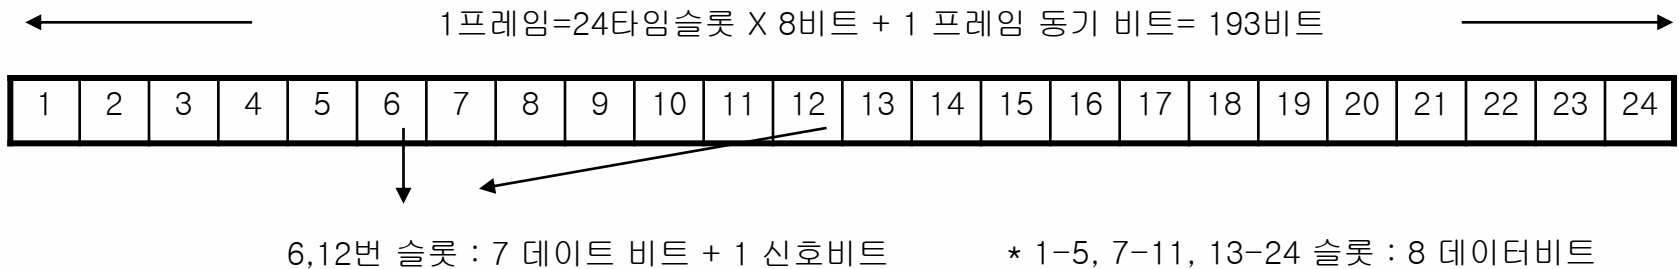 1프레임=24타임슬롯 X 8비트 + 1 프레임 동기 비트= 193비트
1 2 3 4 5 6 7 8 9 10 11 12 13 14 15 16 17 18 19 20 21 22 23 24
6,12번 슬롯 : 7 데이트 비트 + 1 신호비트 * 1-5, 7-11, 13-24 슬롯 : 8 데이터비트